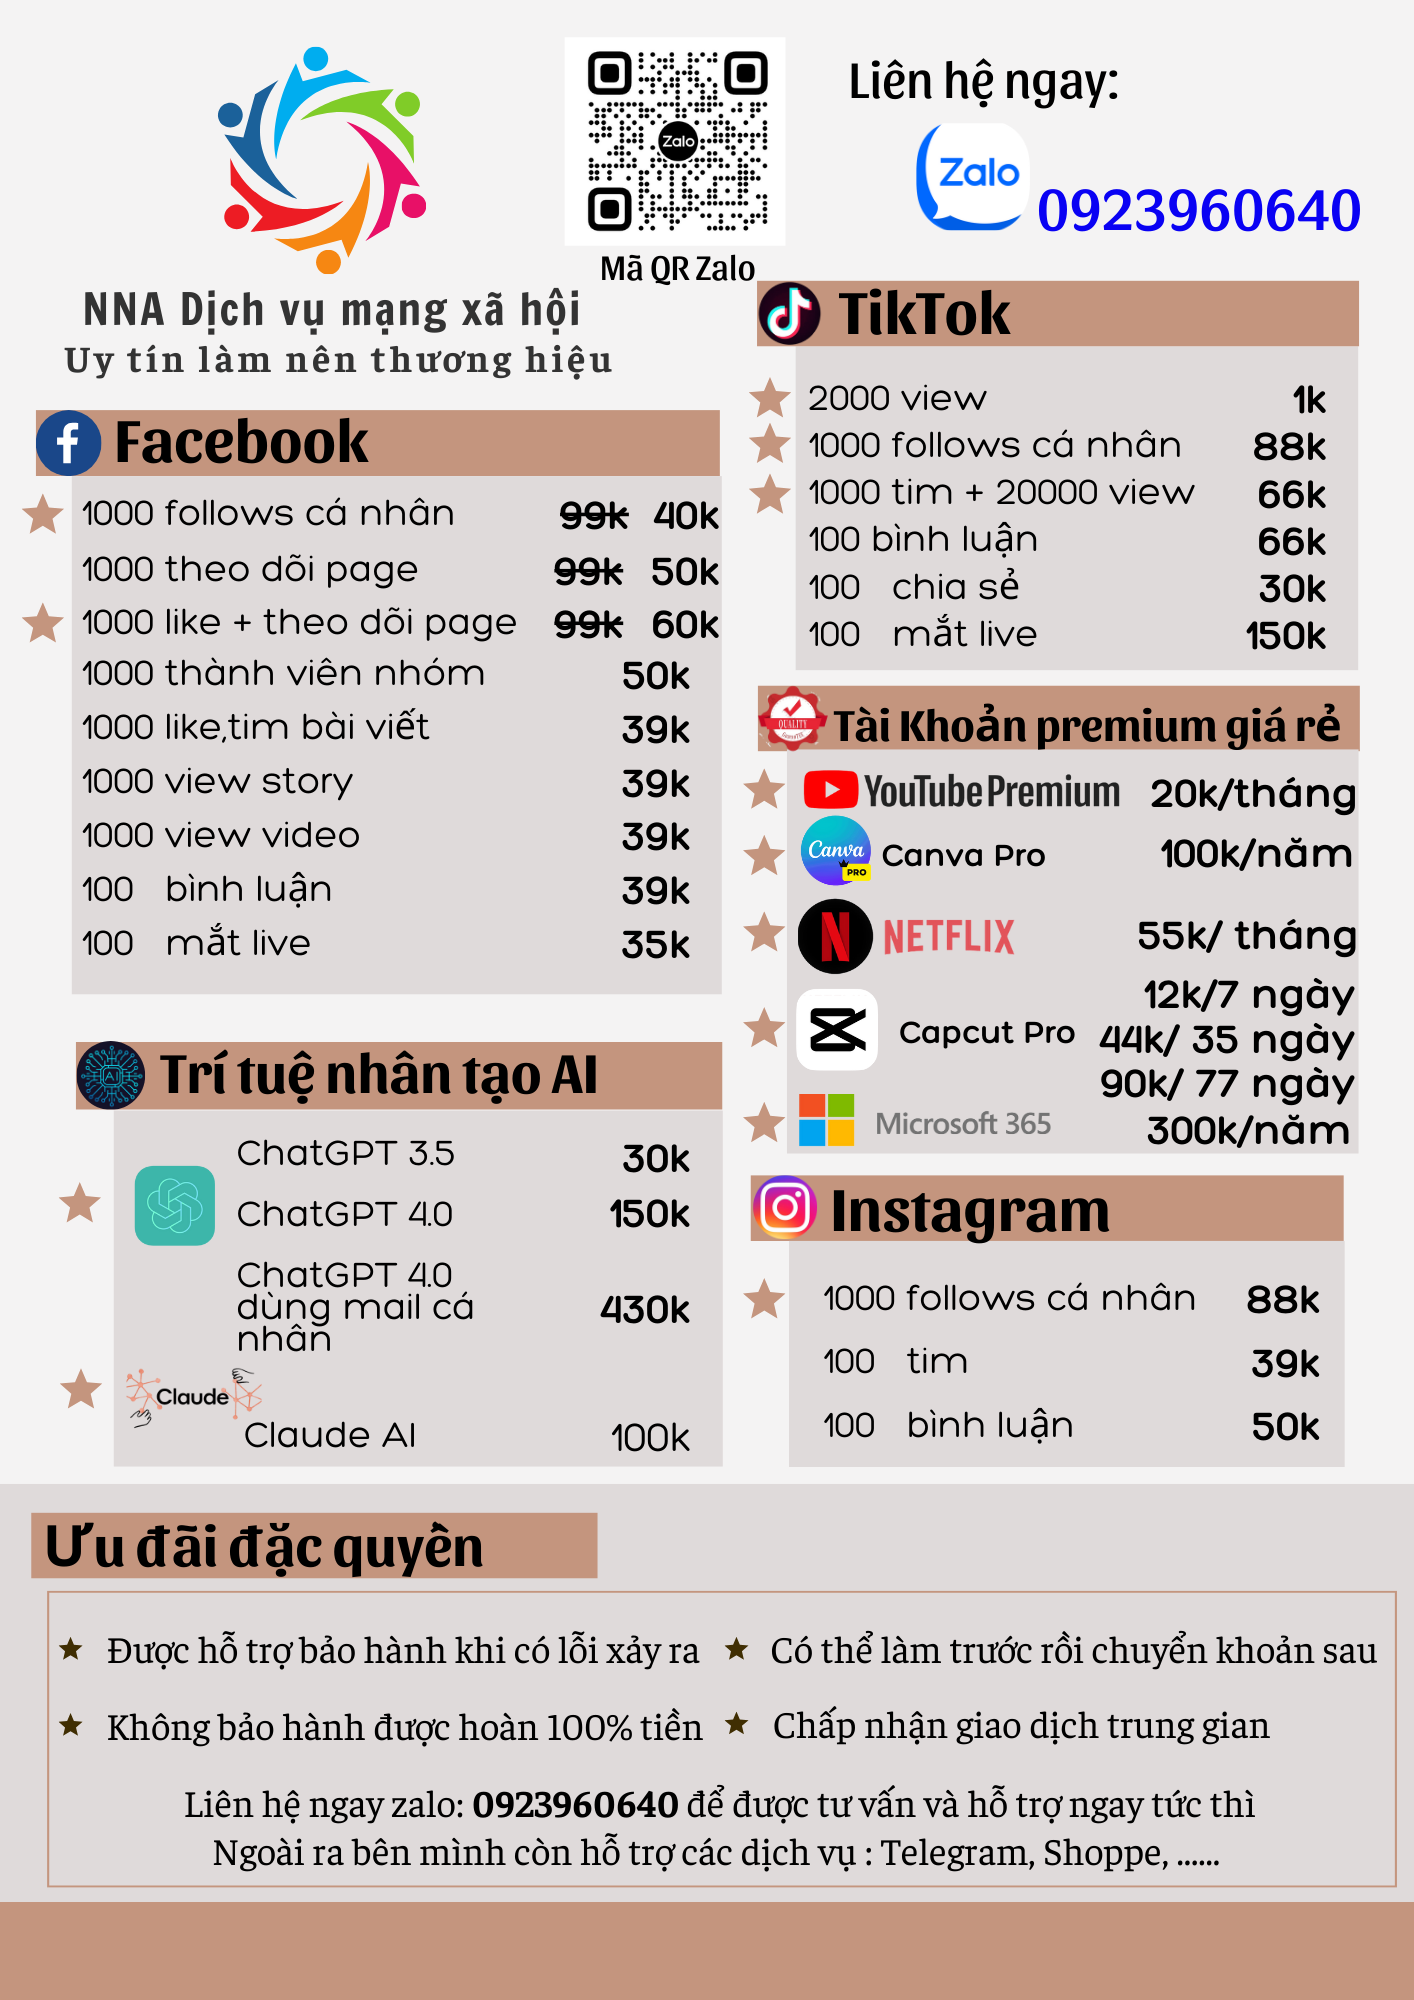 Zalo
Mã QR Zalo
Liên hệ ngay:
Zalo
0923960640
NNA Dịch vụ mạng xã hội
Uy tín làm nên thương hiệu
Facebook
1000 follows cá nhân 99k 40k
1000 theo dõi page 99k 50k
1000 like + theo dõi page 99k 60k
1000 thành viên nhóm 50k
1000 like,tim bài viết 39k
1000 view story 39k
1000 view video 39k
100 bình luận 39k
100 mắt live 35k
AI
Trí tuệ nhân tạo AI
ChatGPT 3.5 30k
ChatGPT 4.0 150k
ChatGPT 4.0
dùng mail cá
nhân
430k
Claude
Claude AI 100k
TikTok
2000 view 1k
1000 follows cá nhân 88k
1000 tim + 20000 view 66k
100 bình luận 66k
100 chia sẻ 30k
100 mắt live 150k
QUALITY
Tài Khoản premium giá rẻ
YouTube Premium 20k/tháng
Canva
PRO
Canva Pro 100k/năm
NETFLIX 55k/ tháng
Capcut Pro
12k/7 ngày
44k/ 35 ngày
90k/ 77 ngày
Microsoft 365 300k/năm
Instagram
1000 follows cá nhân 88k
100 tim 39k
100 bình luận 50k
Ưu đãi đặc quyền
Được hỗ trợ bảo hành khi có lỗi xảy ra
Có thể làm trước rồi chuyển khoản sau
Không bảo hành được hoàn 100% tiền
Chấp nhận giao dịch trung gian
Liên hệ ngay zalo: 0923960640 để được tư vấn và hỗ trợ ngay tức thì
Ngoài ra bên mình còn hỗ trợ các dịch vụ : Telegram, Shoppe, ......